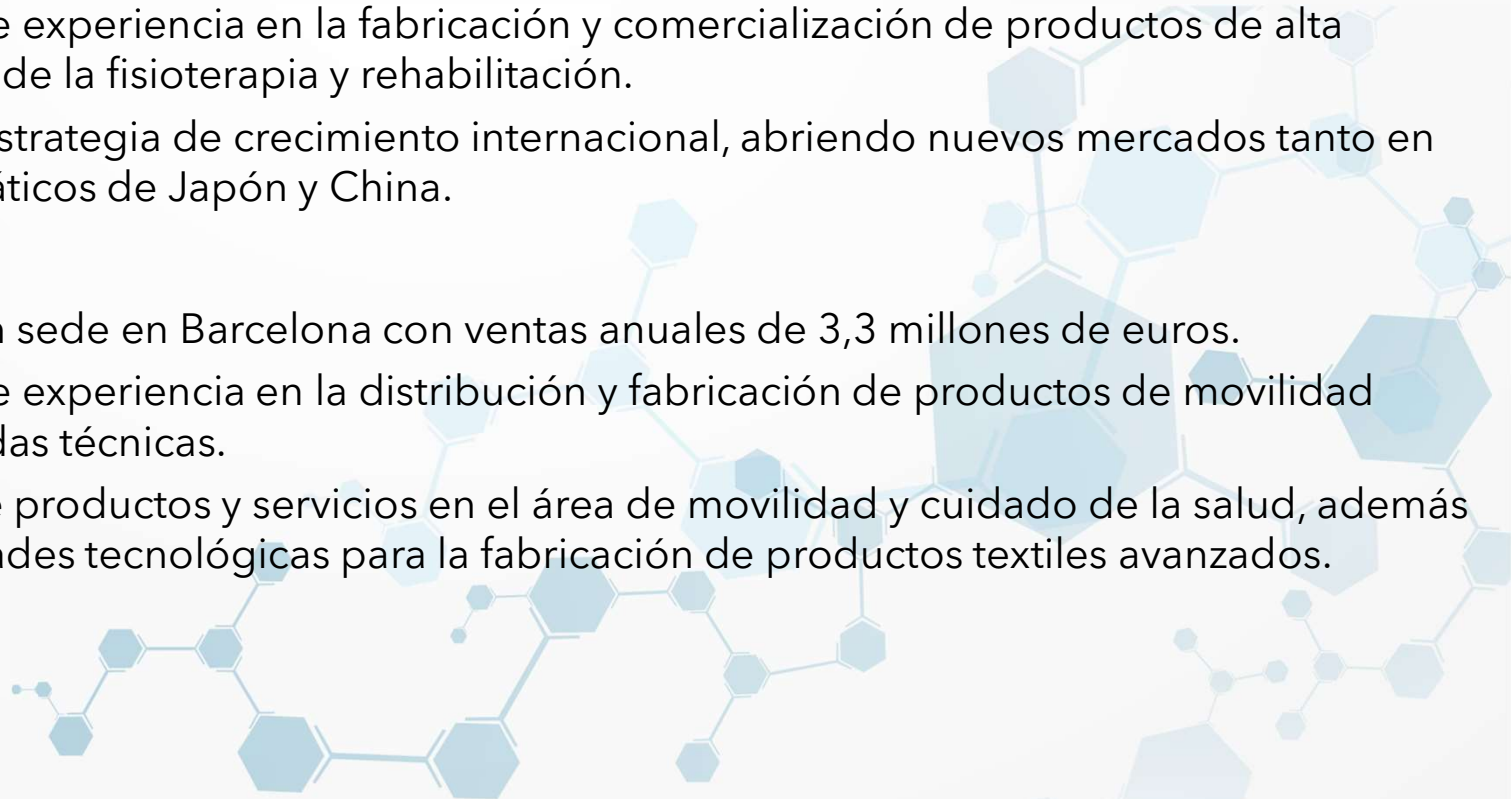 e experiencia en la fabricación y comercialización de productos de alta
de la fisioterapia y rehabilitación.
strategia de crecimiento internacional, abriendo nuevos mercados tanto en
áticos de Japón y China.
sede en Barcelona con ventas anuales de 3,3 millones de euros.
e experiencia en la distribución y fabricación de productos de movilidad
das técnicas.
productos y servicios en el área de movilidad y cuidado de la salud, además
ades tecnológicas para la fabricación de productos textiles avanzados.